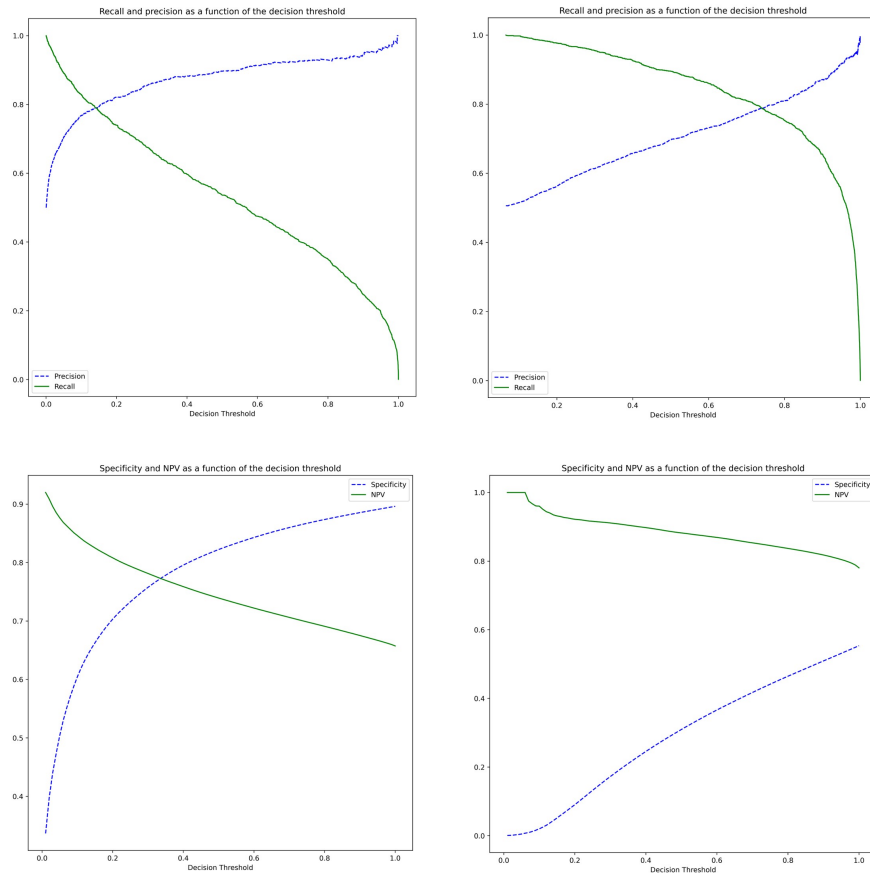 Recall and precision as a function of the decision threshold
1.0
0.8
0.6
0.4
0.2
0.0
Precision
Recall
0.0 0.2 0.4 0.6 0.8 1.0
Decision Threshold
Recall and precision as a function of the decision threshold
1.0
0.8
0.6
0.4
0.2
0.0
Precision
Recall
0.2 0.4 0.6 0.8 1.0
Decision Threshold
Specificity and NPV as a function of the decision threshold
Specificity
NPV
0.9
0.8
0.7
0.6
0.5
0.4
0.0 0.2 0.4 0.6 0.8 1.0
Decision Threshold
Specificity and NPV as a function of the decision threshold
Specificity
NPV
1.0
0.8
0.6
0.4
0.2
0.0
0.0 0.2 0.4 0.6 0.8 1.0
Decision Threshold